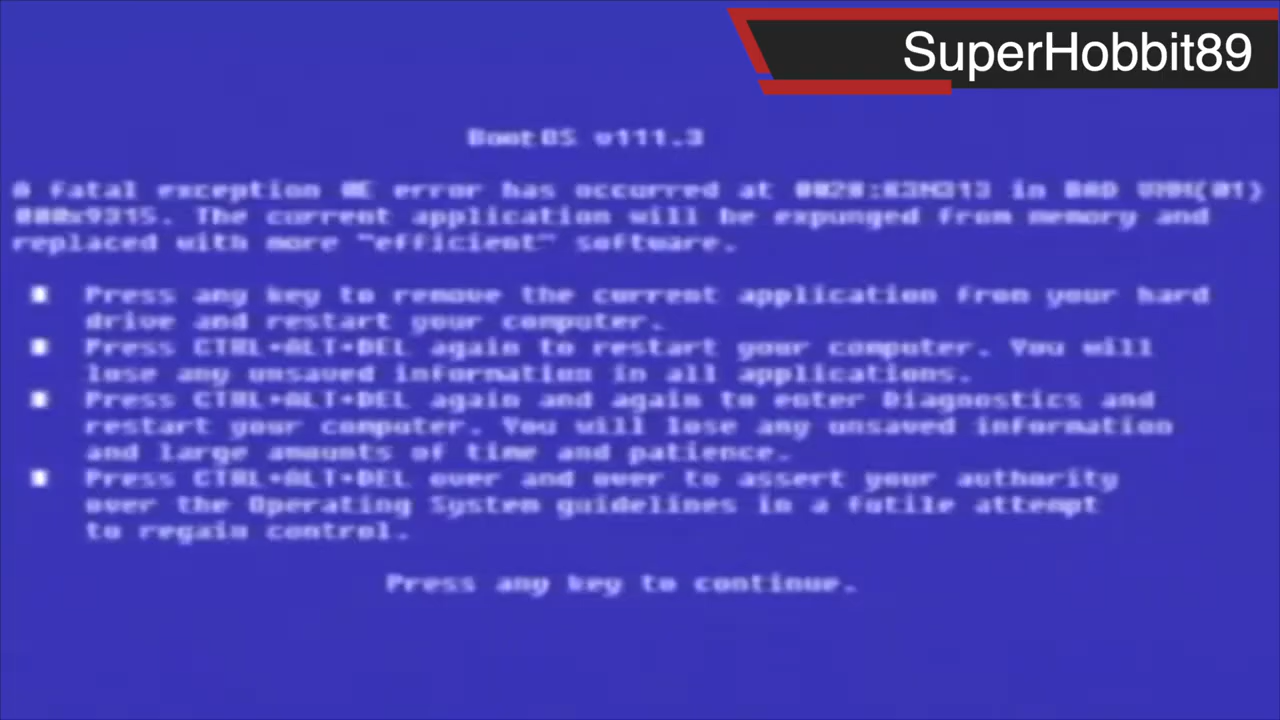 SuperHobbit89
BootOS v111.3
A fatal exception 0E error has occurred at in BAD
The current application will be expunged from memory and
replaced with more "efficient" software.
Press any key to remove the current application from your hard
drive and restart your computer.
Press CTRL+ALT+DEL again to restart your computer. You will
lose any unsaved information in all applications.
Press CTRL+ALT+DEL again and again to enter Diagnostics and
restart your computer. You will lose any unsaved information
and large amounts of time and patience.
Press CTRL+ALT+DEL over and over to assert your authority
over the Operating System guidelines in a futile attempt
to regain control.
Press any key to continue.